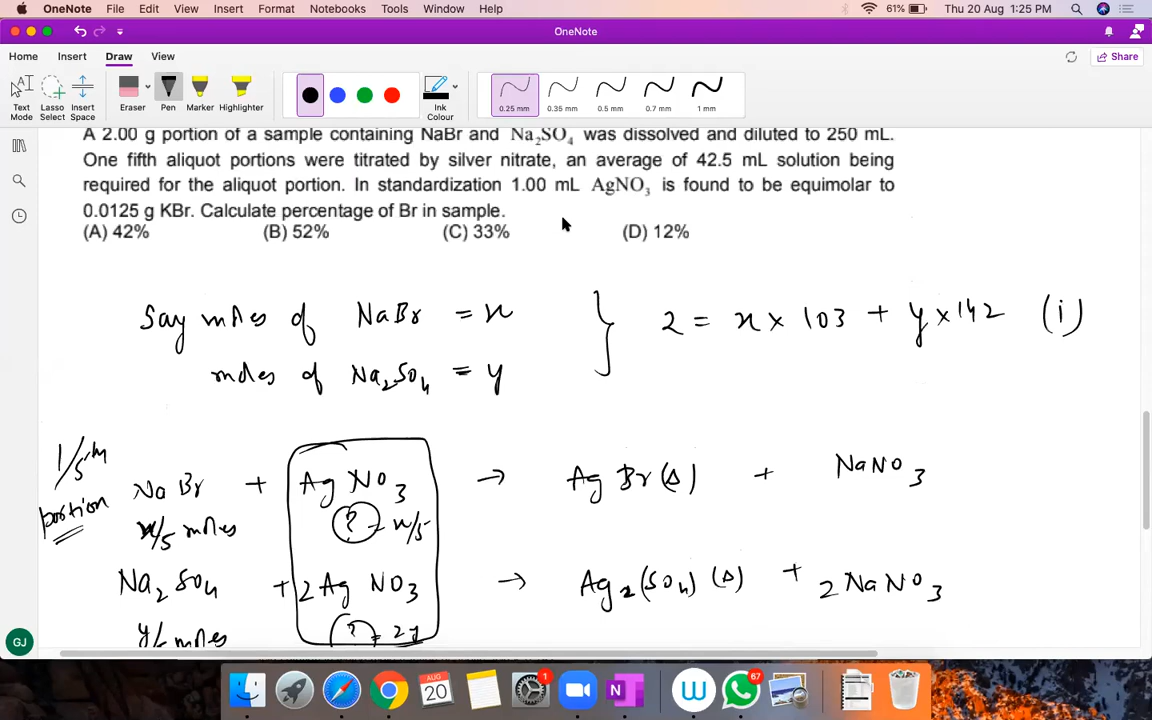 OneNote File Edit View Insert Format Notebooks Tools Window Help 61% Thu 20 Aug 1:25 PM
OneNote
Home Insert Draw View Share
Text Mode Lasso Select Insert Space Eraser Pen Marker Highlighter Ink Colour 0.25 mm 0.35 mm 0.5 mm 0.7 mm 1 mm
A 2.00 g portion of a sample containing NaBr and Na₂SO₄ was dissolved and diluted to 250 mL.
One fifth aliquot portions were titrated by silver nitrate, an average of 42.5 mL solution being
required for the aliquot portion. In standardization 1.00 mL AgNO₃ is found to be equimolar to
0.0125 g KBr. Calculate percentage of Br in sample.
(A) 42% (B) 52% (C) 33% (D) 12%
Say moles of NaBr = x
2 = x × 103 + y × 142 (i)
moles of Na₂SO₄ = y
1/5th
portion
NaBr + AgNO₃ → AgBr(s) + NaNO₃
x/5 moles ? = x/5
Na₂SO₄ + 2AgNO₃ → Ag₂(SO₄)(s) + 2NaNO₃
moles ? = 2y
GJ
AUG 20 1 67